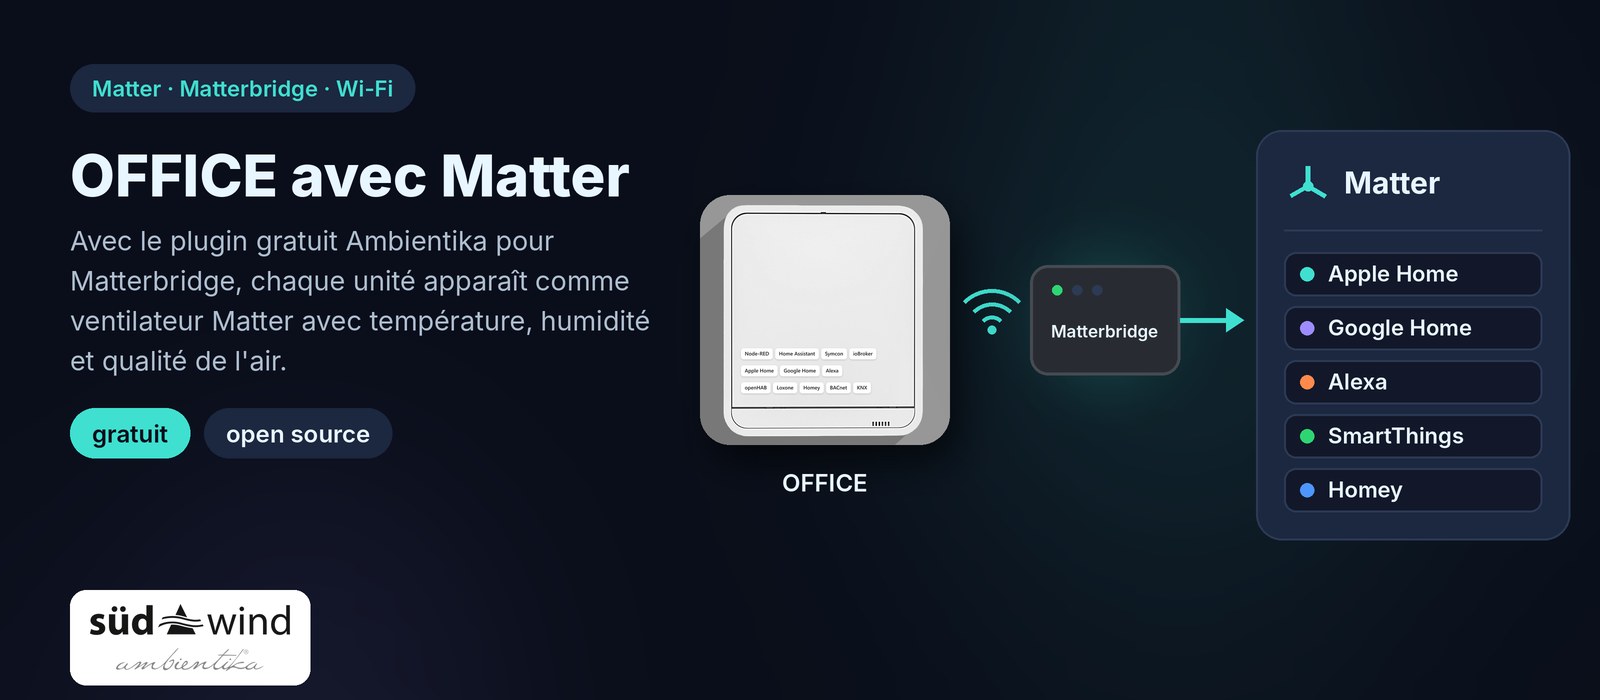 Matter · Matterbridge · Wi-Fi
OFFICE avec Matter
Avec le plugin gratuit Ambientika pour
Matterbridge, chaque unité apparaît comme
ventilateur Matter avec température, humidité
et qualité de l'air.
gratuit
open source
süd wind
ambientika®
Node-RED Home Assistant Symcon ioBroker
Apple Home Google Home Alexa
openHAB Loxone Homey BACnet KNX
OFFICE
Matterbridge
Matter
Apple Home
Google Home
Alexa
SmartThings
Homey